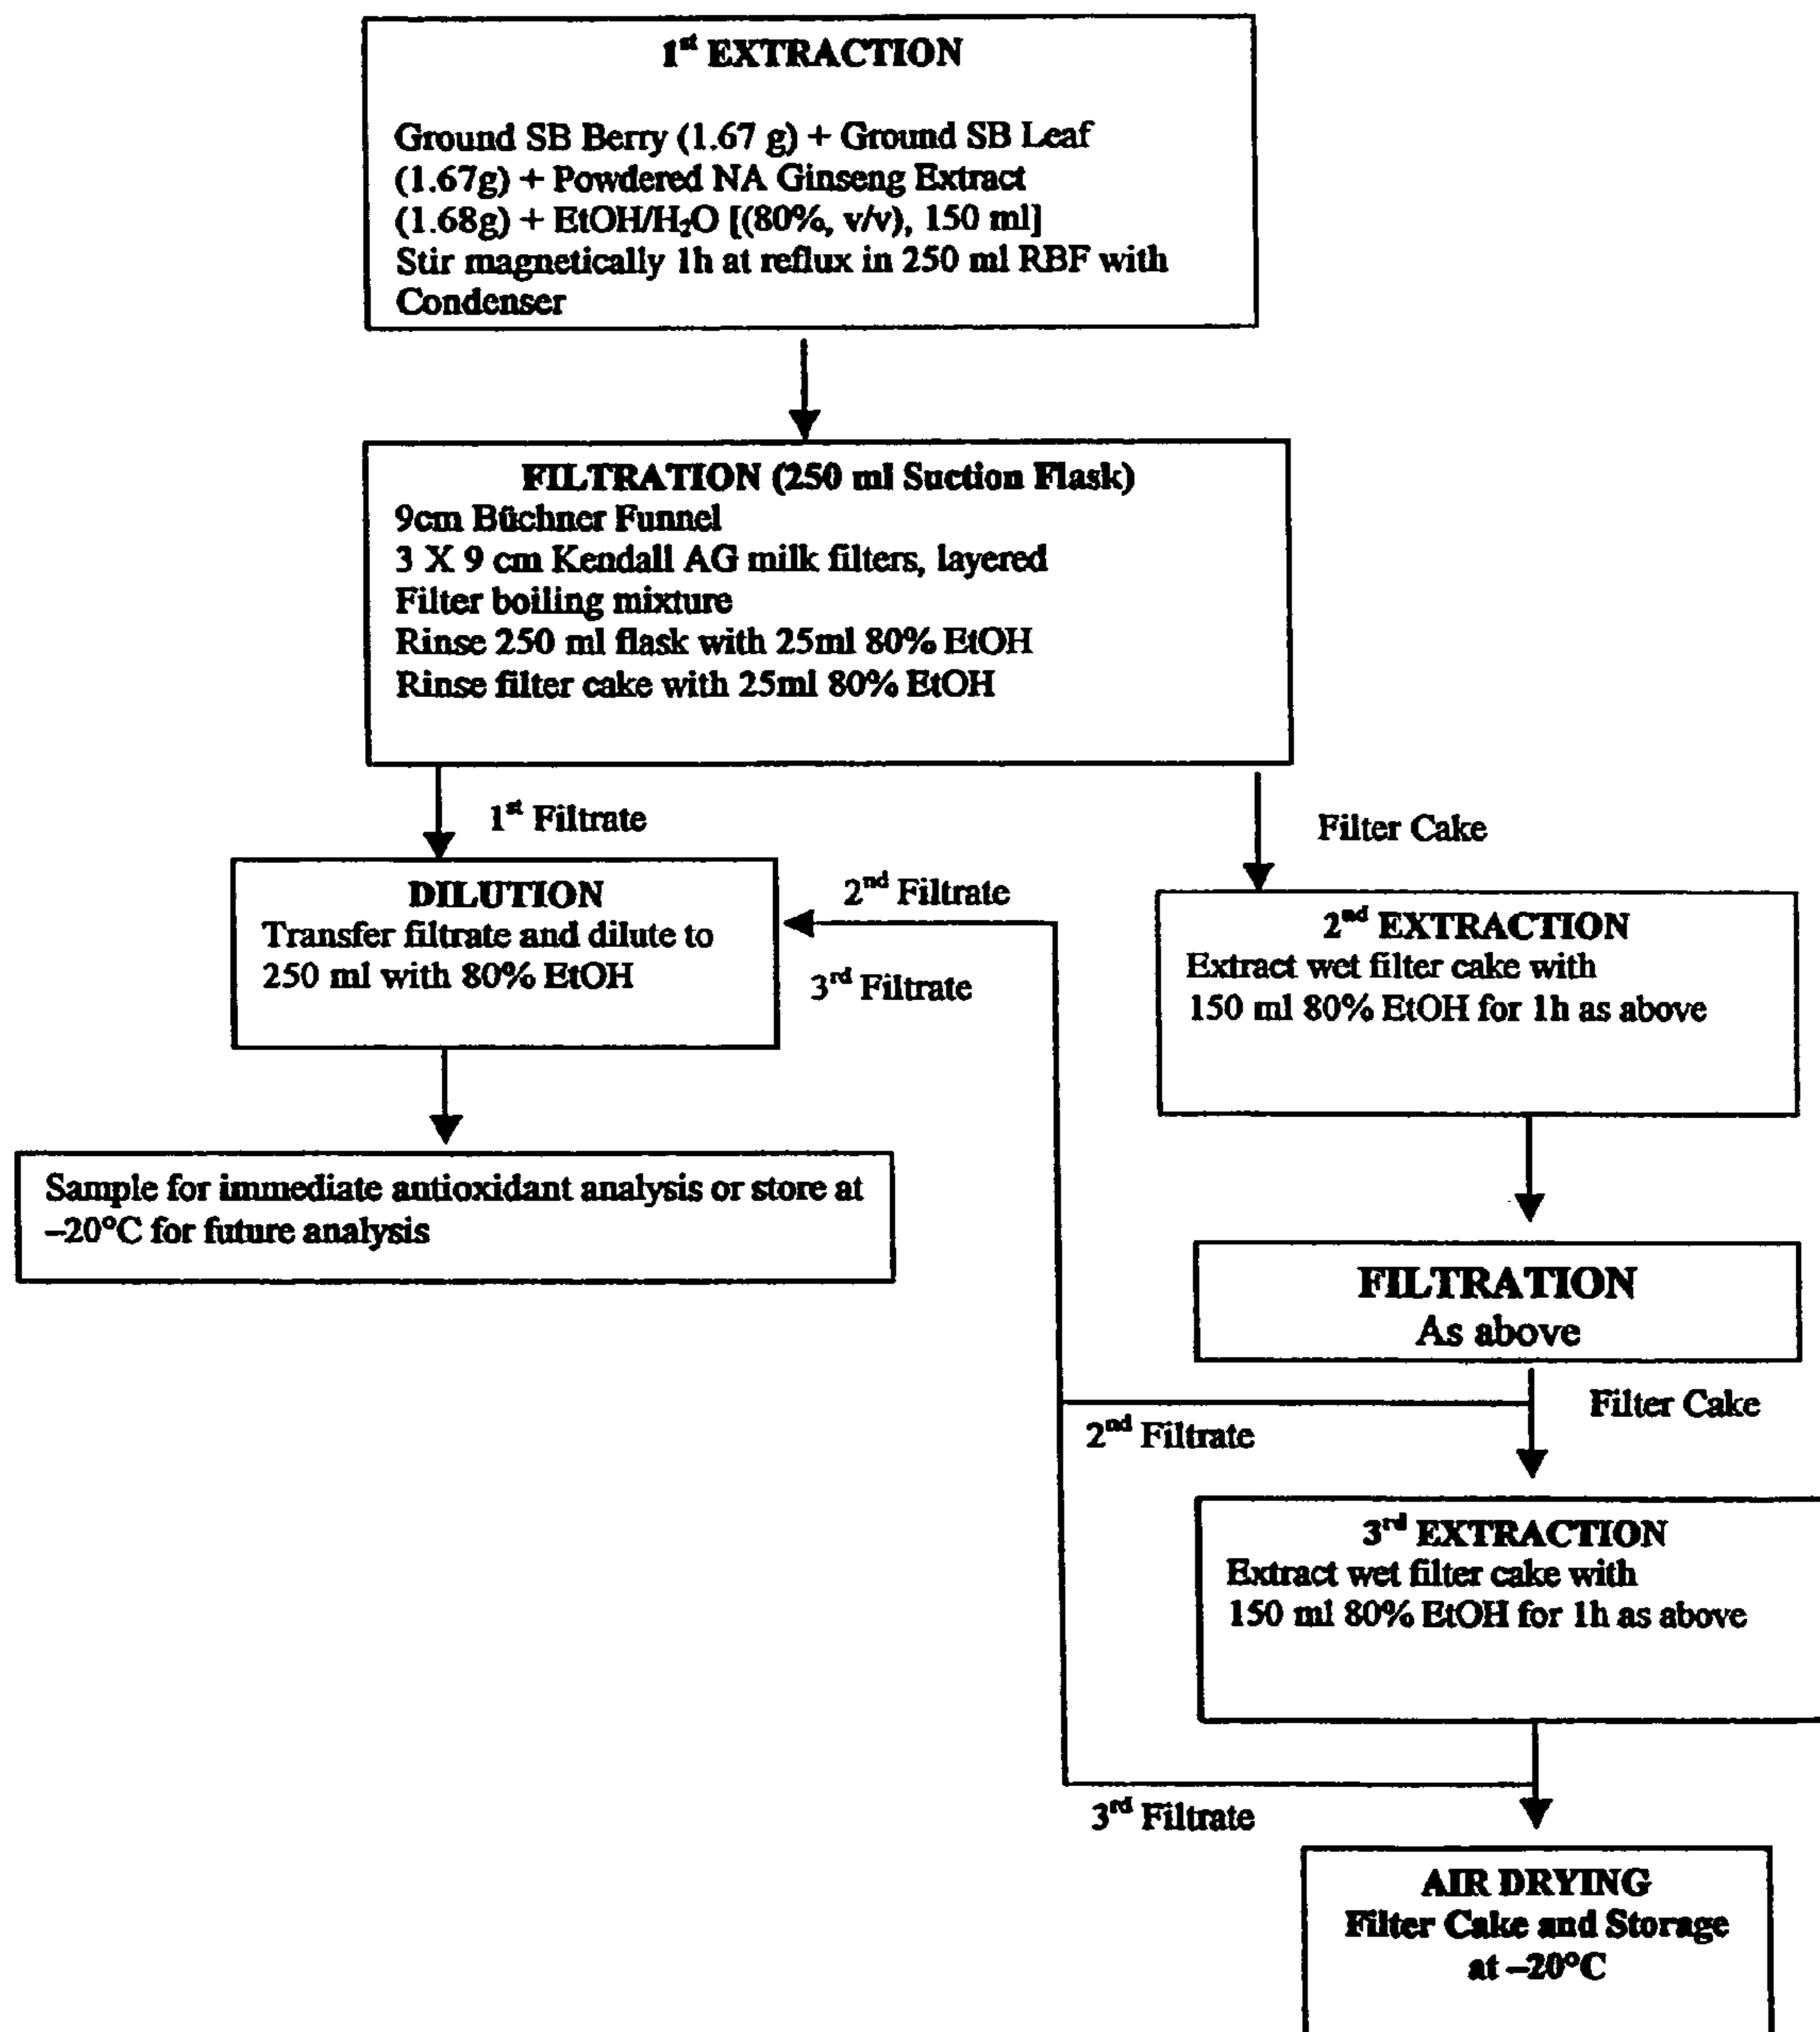 1st EXTRACTION
Ground SB Berry (1.67 g) + Ground SB Leaf
(1.67g) + Powdered NA Ginseng Extract
(1.68g) + EtOH/H₂O [(80%, v/v), 150 ml]
Stir magnetically 1h at reflux in 250 ml RBF with
Condenser
FILTRATION (250 ml Suction Flask)
9cm Büchner Funnel
3 X 9 cm Kendall AG milk filters, layered
Filter boiling mixture
Rinse 250 ml flask with 25ml 80% EtOH
Rinse filter cake with 25ml 80% EtOH
1st Filtrate
Filter Cake
DILUTION
Transfer filtrate and dilute to
250 ml with 80% EtOH
2nd Filtrate
3rd Filtrate
2nd EXTRACTION
Extract wet filter cake with
150 ml 80% EtOH for 1h as above
Sample for immediate antioxidant analysis or store at
–20°C for future analysis
FILTRATION
As above
Filter Cake
2nd Filtrate
3rd EXTRACTION
Extract wet filter cake with
150 ml 80% EtOH for 1h as above
3rd Filtrate
AIR DRYING
Filter Cake and Storage
at –20°C